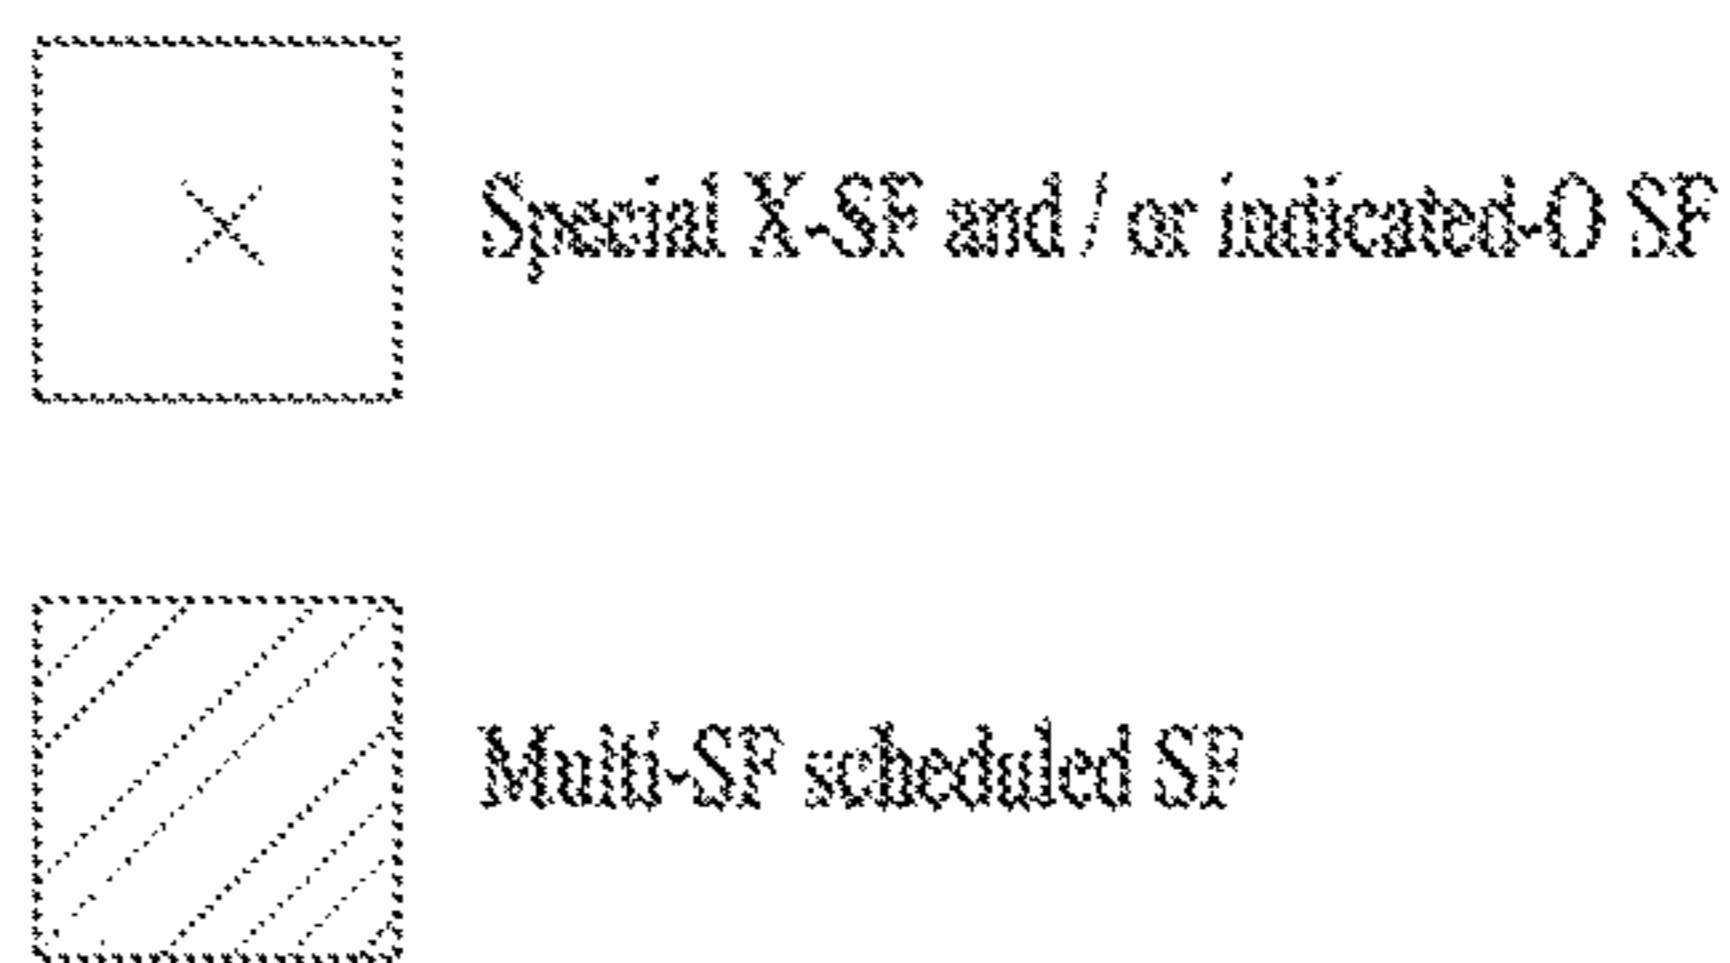 Special X-SF and / or indicated-O SF
Multi-SF scheduled SF